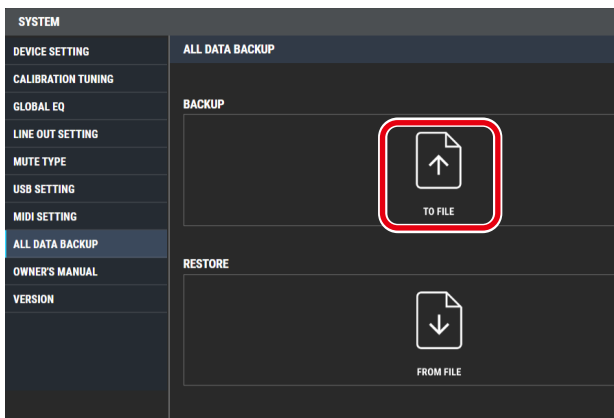 SYSTEM
DEVICE SETTING
CALIBRATION TUNING
GLOBAL EQ
LINE OUT SETTING
MUTE TYPE
USB SETTING
MIDI SETTING
ALL DATA BACKUP
OWNER'S MANUAL
VERSION
ALL DATA BACKUP
BACKUP
TO FILE
RESTORE
FROM FILE